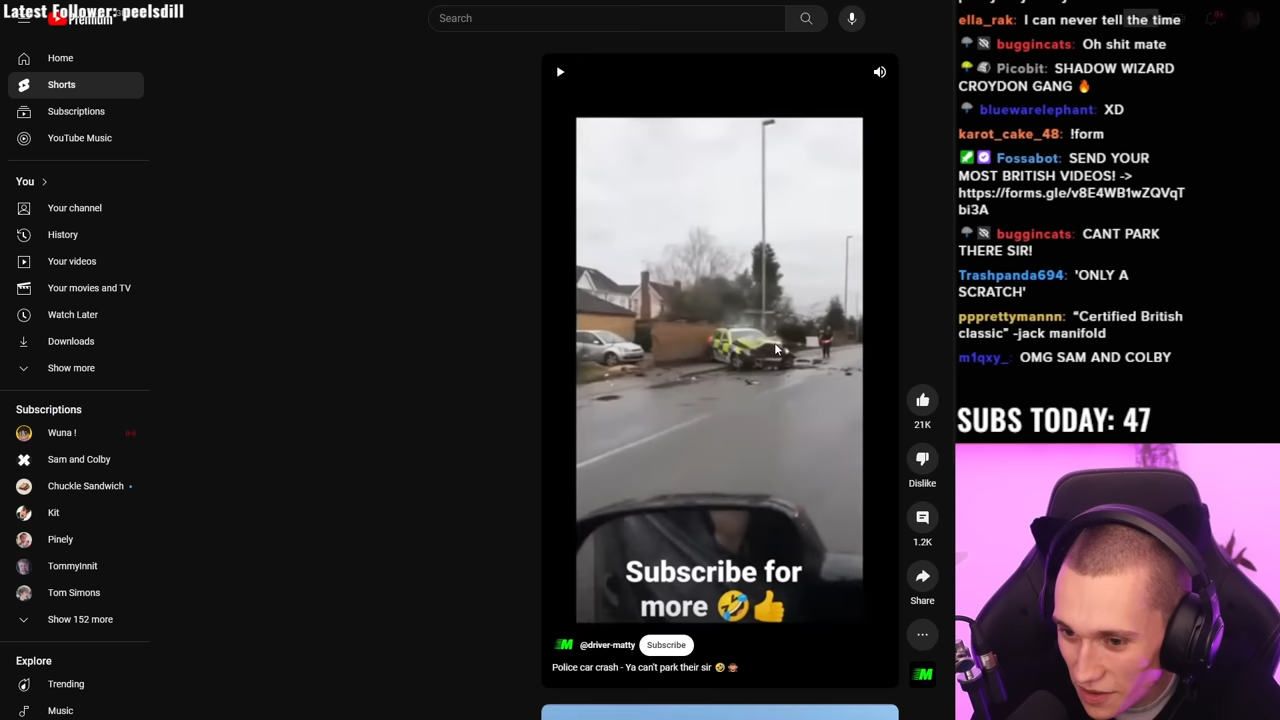 Latest Follower: peelsdill
Premium
Search
Home
Shorts
Subscriptions
YouTube Music
You
Your channel
History
Your videos
Your movies and TV
Watch Later
Downloads
Show more
Subscriptions
Wuna !
Sam and Colby
Chuckle Sandwich
Kit
Pinely
TommyInnit
Tom Simons
Show 152 more
Explore
Trending
Music
Subscribe for
more 🤣👍
@driver-matty Subscribe
Police car crash - Ya can't park their sir 🤣🙈
21K
Dislike
1.2K
Share
ella_rak: I can never tell the time
buggincats: Oh shit mate
Picobit: SHADOW WIZARD
CROYDON GANG 🔥
bluewarelephant: XD
karot_cake_48: !form
Fossabot: SEND YOUR
MOST BRITISH VIDEOS! ->
https://forms.gle/v8E4WB1wZQVqT
bi3A
buggincats: CANT PARK
THERE SIR!
Trashpanda694: 'ONLY A
SCRATCH'
ppprettymannn: "Certified British
classic" -jack manifold
m1qxy_: OMG SAM AND COLBY
SUBS TODAY: 47